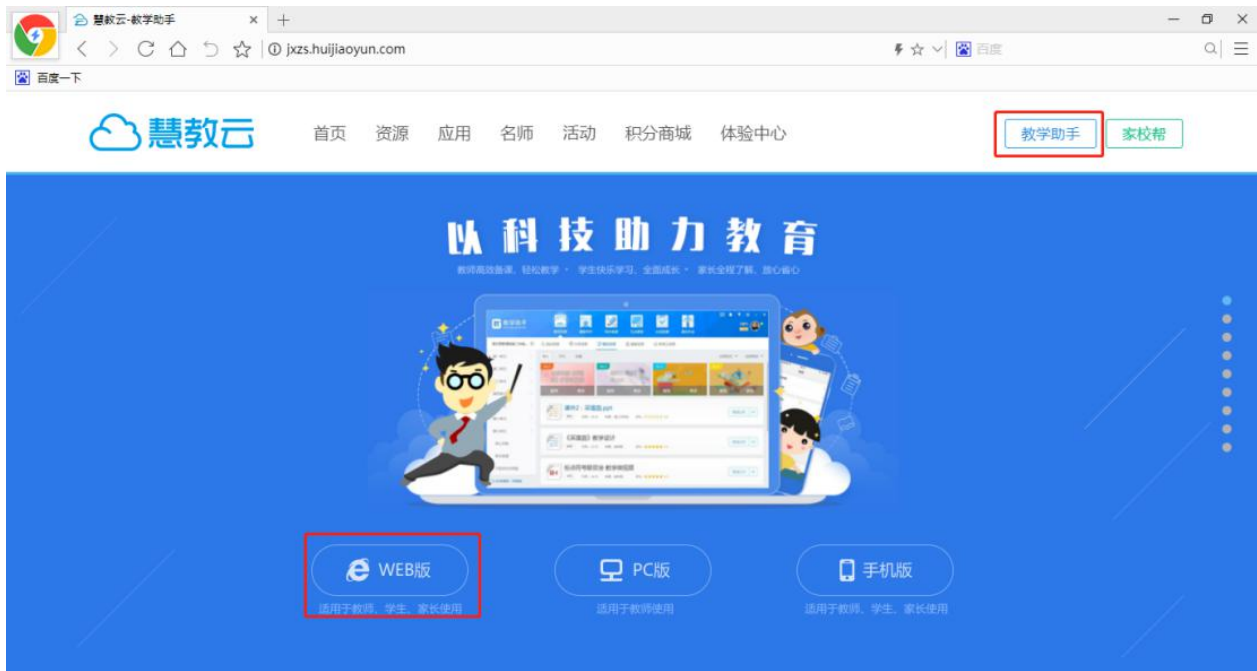 慧教云-教学助手
jxzs.huijiaoyun.com
百度
百度一下
慧教云 首页 资源 应用 名师 活动 积分商城 体验中心 教学助手 家校帮
以科技助力教育
教师高效备课、轻松教学 · 学生快乐学习、全面成长 · 家长全程了解、放心省心
教学助手
WEB版 PC版 手机版
适用于教师、学生、家长使用 适用于教师使用 适用于教师、学生、家长使用